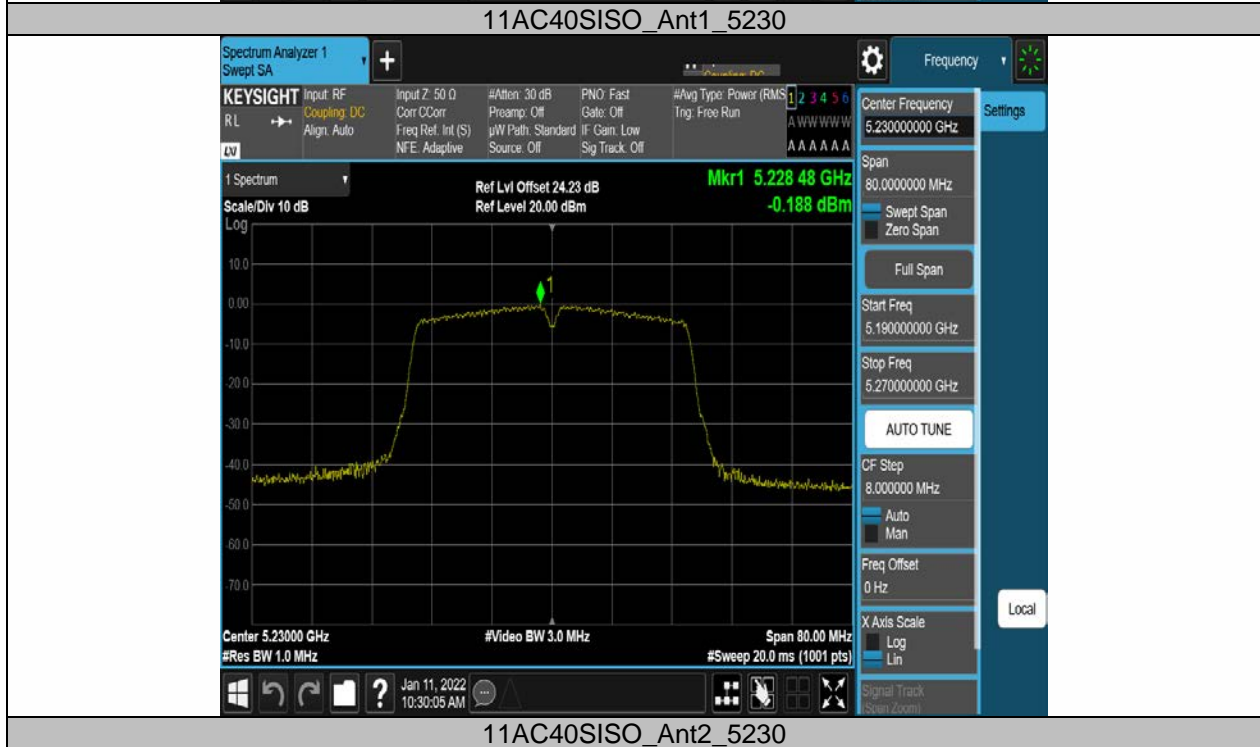 11AC40SISO_Ant1_5230
Spectrum Analyzer 1
Swept SA
+
Frequency
KEYSIGHT
RL
LXI
Input: RF
Coupling: DC
Align: Auto
Input Z: 50 Ω
Corr CCorr
Freq Ref: Int (S)
NFE: Adaptive
#Atten: 30 dB
Preamp: Off
µW Path: Standard
Source: Off
PNO: Fast
Gate: Off
IF Gain: Low
Sig Track: Off
#Avg Type: Power (RMS
Trig: Free Run
1 2 3 4 5 6
A W W W W W
A A A A A A
1 Spectrum
Scale/Div 10 dB
Ref Lvl Offset 24.23 dB
Ref Level 20.00 dBm
Mkr1 5.228 48 GHz
-0.188 dBm
Log
10.0
0.00
-10.0
-20.0
-30.0
-40.0
-50.0
-60.0
-70.0
1
Center 5.23000 GHz
#Res BW 1.0 MHz
#Video BW 3.0 MHz
Span 80.00 MHz
#Sweep 20.0 ms (1001 pts)
Center Frequency
5.230000000 GHz
Settings
Span
80.0000000 MHz
Swept Span
Zero Span
Full Span
Start Freq
5.190000000 GHz
Stop Freq
5.270000000 GHz
AUTO TUNE
CF Step
8.000000 MHz
Auto
Man
Freq Offset
0 Hz
X Axis Scale
Log
Lin
Local
Signal Track
(Span Zoom)
?
Jan 11, 2022
10:30:05 AM
11AC40SISO_Ant2_5230